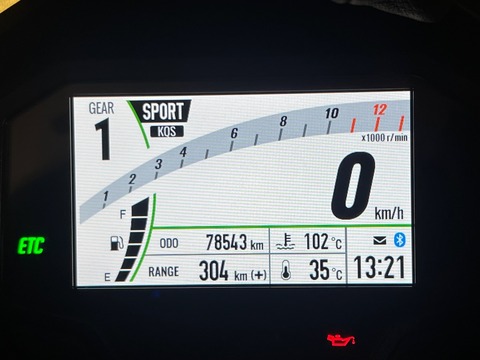 GEAR
1
SPORT
KQS
1 2 3 4 6 8 10 12
x1000 r/min
0 km/h
F
E
ETC
ODO 78543 km
102 °C
RANGE 304 km (+)
35 °C
13:21